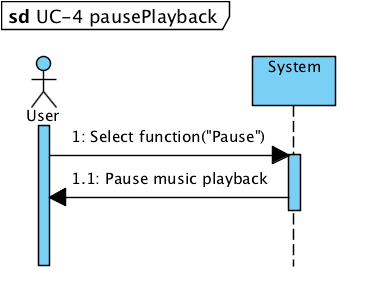 sd UC-4 pausePlayback
System
User
1: Select function("Pause")
1.1: Pause music playback